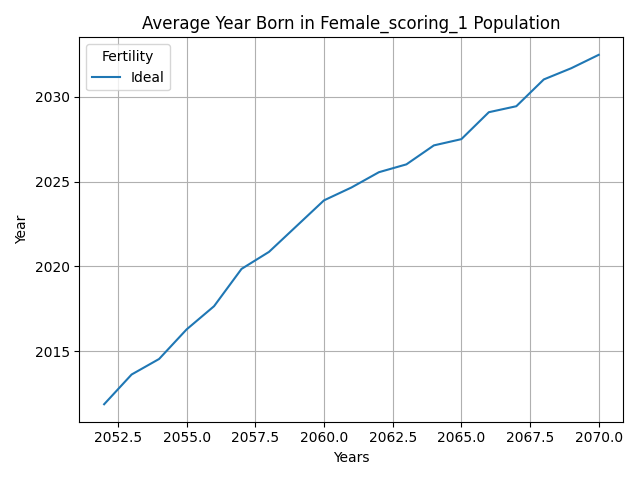 Average Year Born in Female_scoring_1 Population
Fertility
Ideal
2030
2025
2020
2015
Year
2052.5 2055.0 2057.5 2060.0 2062.5 2065.0 2067.5 2070.0
Years